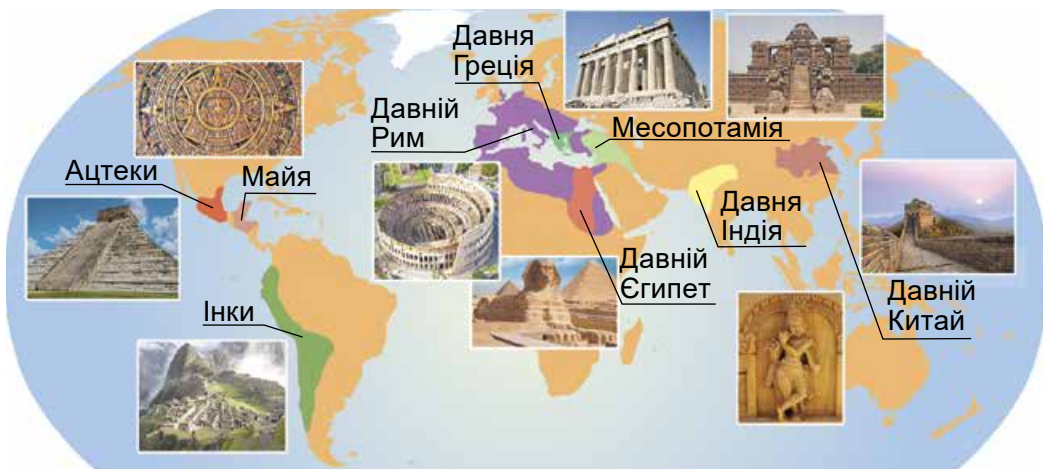 Давня
Греція
Давній
Рим
Месопотамія
Ацтеки
Майя
Давня
Індія
Давній
Єгипет
Давній
Китай
Інки